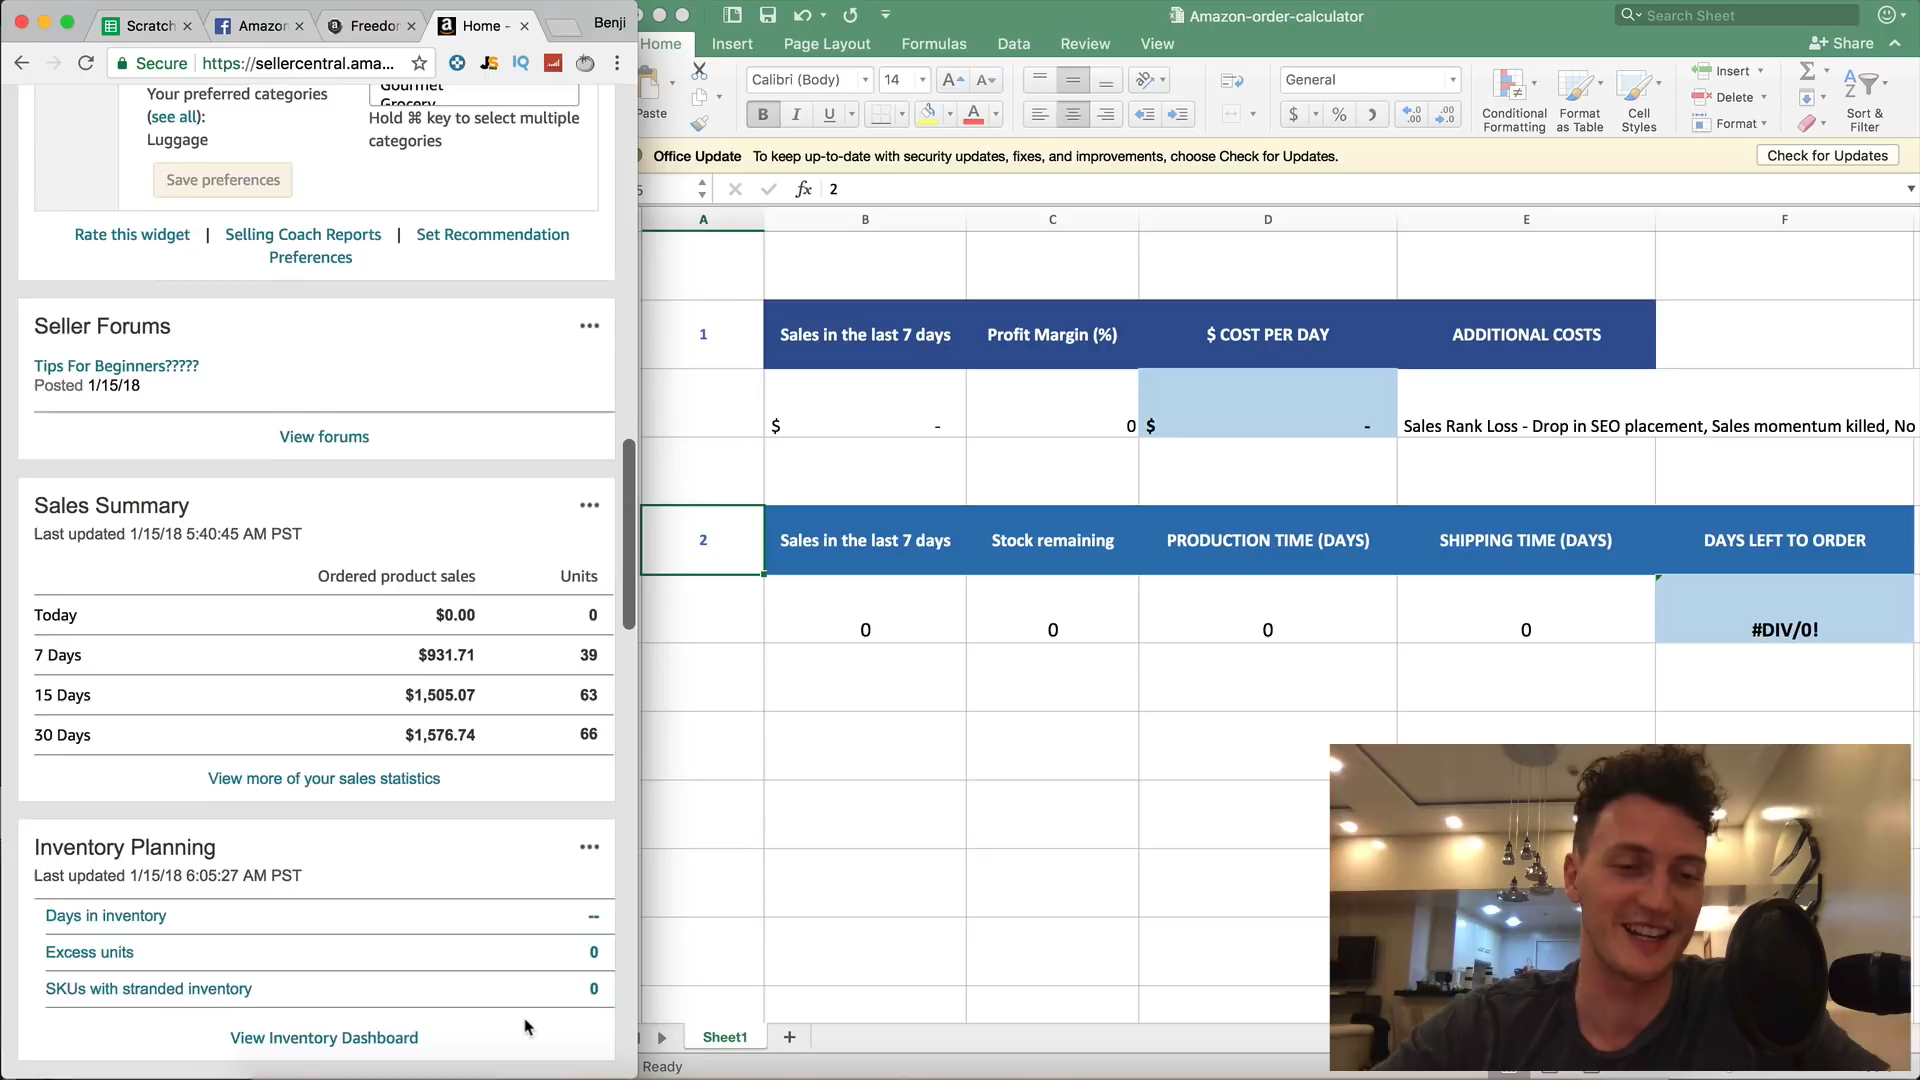 Scratch
Amazon
Freedor
Home -
Benji
Secure
https://sellercentral.ama...
JS
IQ
Gourmet
Grocery
Your preferred categories
(see all):
Luggage
Hold ⌘ key to select multiple
categories
Save preferences
Rate this widget | Selling Coach Reports | Set Recommendation
Preferences
Seller Forums
Tips For Beginners?????
Posted 1/15/18
View forums
Sales Summary
Last updated 1/15/18 5:40:45 AM PST
Ordered product sales Units
Today $0.00 0
7 Days $931.71 39
15 Days $1,505.07 63
30 Days $1,576.74 66
View more of your sales statistics
Inventory Planning
Last updated 1/15/18 6:05:27 AM PST
Days in inventory --
Excess units 0
SKUs with stranded inventory 0
View Inventory Dashboard
Amazon-order-calculator
Search Sheet
Home Insert Page Layout Formulas Data Review View
Share
Paste
Calibri (Body) 14
B I U
General
$ %
Conditional
Formatting
Format
as Table
Cell
Styles
Insert
Delete
Format
Sort &
Filter
Office Update To keep up-to-date with security updates, fixes, and improvements, choose Check for Updates.
Check for Updates
fx 2
A B C D E F
1 Sales in the last 7 days Profit Margin (%) $ COST PER DAY ADDITIONAL COSTS
$ - 0 $ - Sales Rank Loss - Drop in SEO placement, Sales momentum killed, No
2 Sales in the last 7 days Stock remaining PRODUCTION TIME (DAYS) SHIPPING TIME (DAYS) DAYS LEFT TO ORDER
0 0 0 0 #DIV/0!
Sheet1
Ready